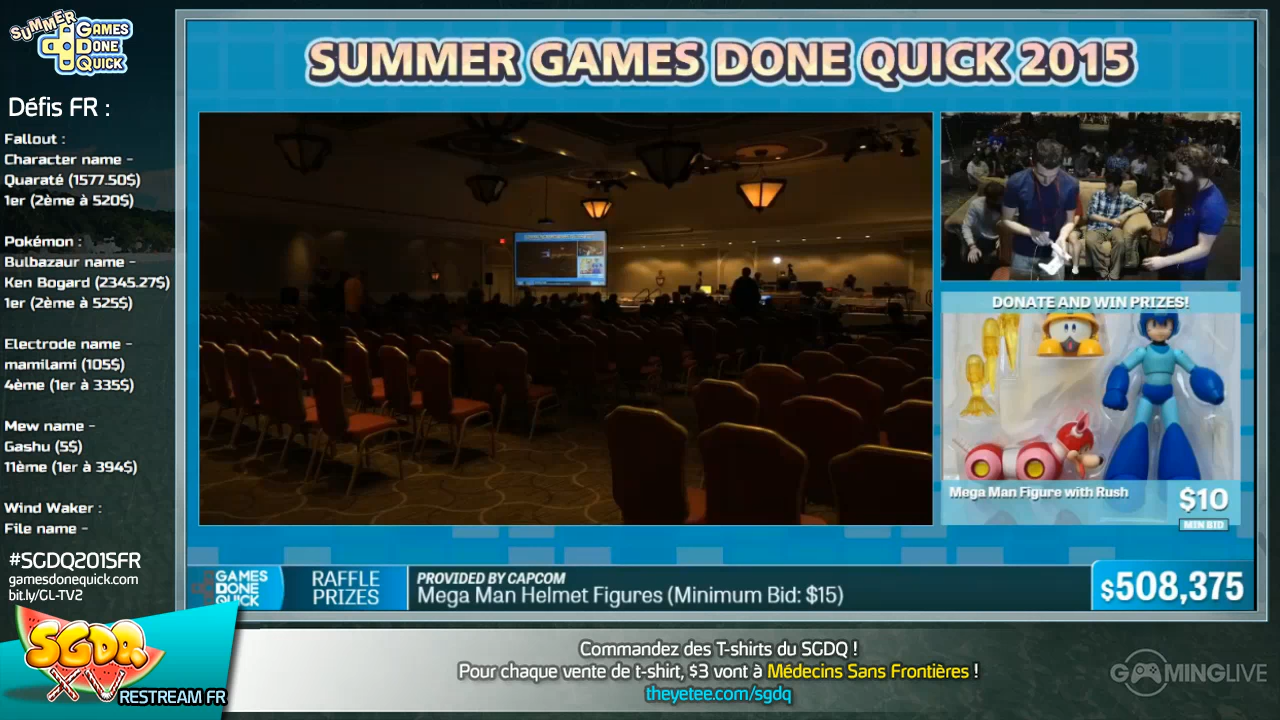 SUMMER
GAMES
DONE
QUICK
Défis FR :
Fallout :
Character name -
Quaraté (1577.50$)
1er (2ème à 520$)
Pokémon :
Bulbazaur name -
Ken Bogard (2345.27$)
1er (2ème à 525$)
Electrode name -
mamilami (105$)
4ème (1er à 335$)
Mew name -
Gashu (5$)
11ème (1er à 394$)
Wind Waker :
File name -
#SGDQ2015FR
gamesdonequick.com
bit.ly/GL-TV2
SGDQ
RESTREAM FR
SUMMER GAMES DONE QUICK 2015
DONATE AND WIN PRIZES!
Mega Man Figure with Rush
$10
MIN BID
GAMES
DONE
QUICK
RAFFLE
PRIZES
PROVIDED BY CAPCOM
Mega Man Helmet Figures (Minimum Bid: $15)
$508,375
Commandez des T-shirts du SGDQ !
Pour chaque vente de t-shirt, $3 vont à Médecins Sans Frontières !
theyetee.com/sgdq
GAMINGLIVE